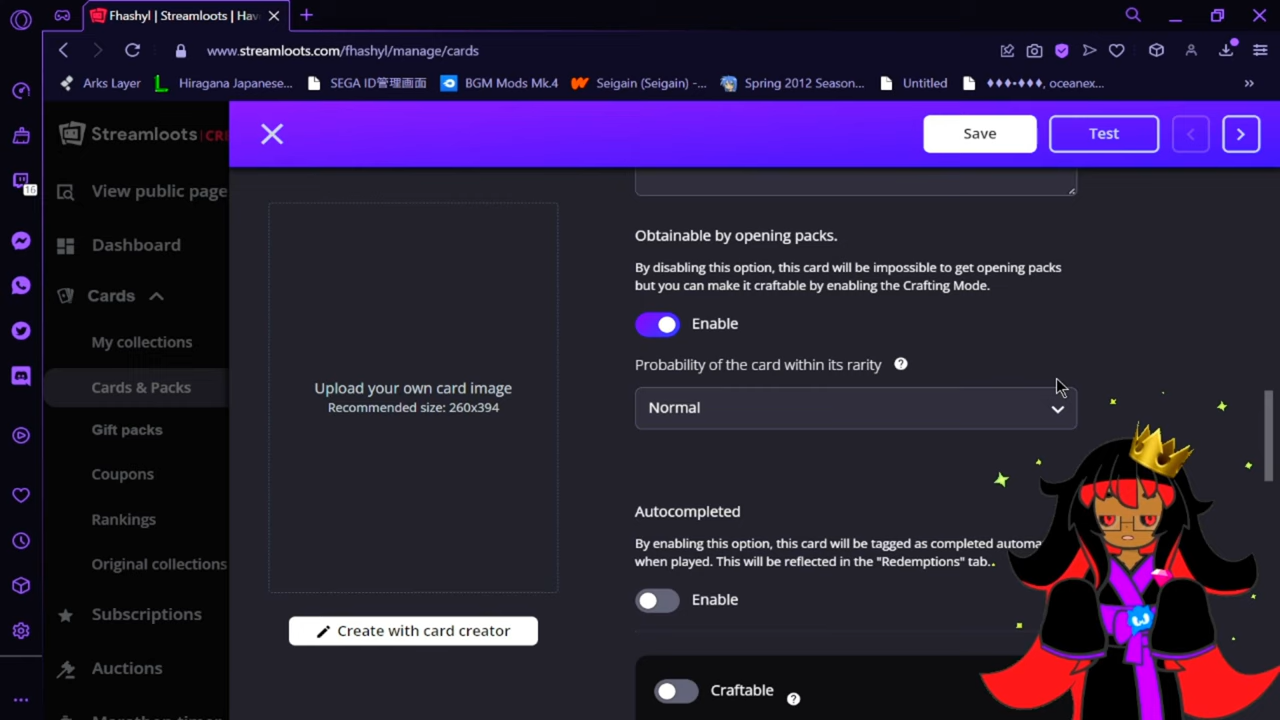 Fhashyl | Streamloots | Hav
www.streamloots.com/fhashyl/manage/cards
Arks Layer
Hiragana Japanese...
SEGA ID管理画面
BGM Mods Mk.4
Seigain (Seigain) -...
Spring 2012 Season...
Untitled
♦♦♦-♦♦♦, oceanex...
16
Streamloots
View public page
Dashboard
Cards
My collections
Cards & Packs
Gift packs
Coupons
Rankings
Original collections
Subscriptions
Auctions
Save
Test
Upload your own card image
Recommended size: 260x394
Create with card creator
Obtainable by opening packs.
By disabling this option, this card will be impossible to get opening packs
but you can make it craftable by enabling the Crafting Mode.
Enable
Probability of the card within its rarity
Normal
Autocompleted
By enabling this option, this card will be tagged as completed automa
when played. This will be reflected in the "Redemptions" tab..
Enable
Craftable